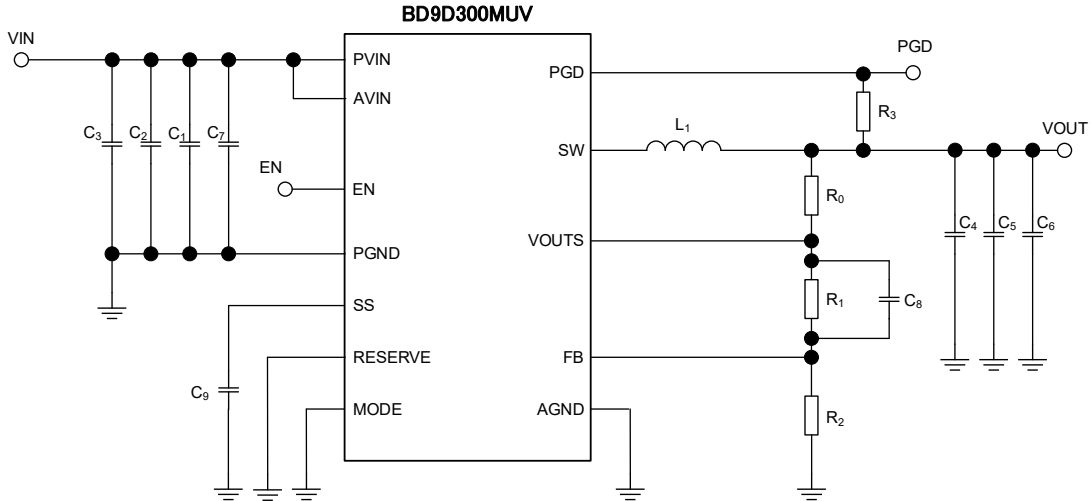 BD9D300MUV
VIN
PGD
PVIN
PGD
AVIN
R₃
L₁
VOUT
C₃
C₂
C₁
C₇
SW
EN
EN
R₀
C₄
C₅
C₆
VOUTS
PGND
R₁
C₈
SS
RESERVE
FB
C₉
MODE
AGND
R₂